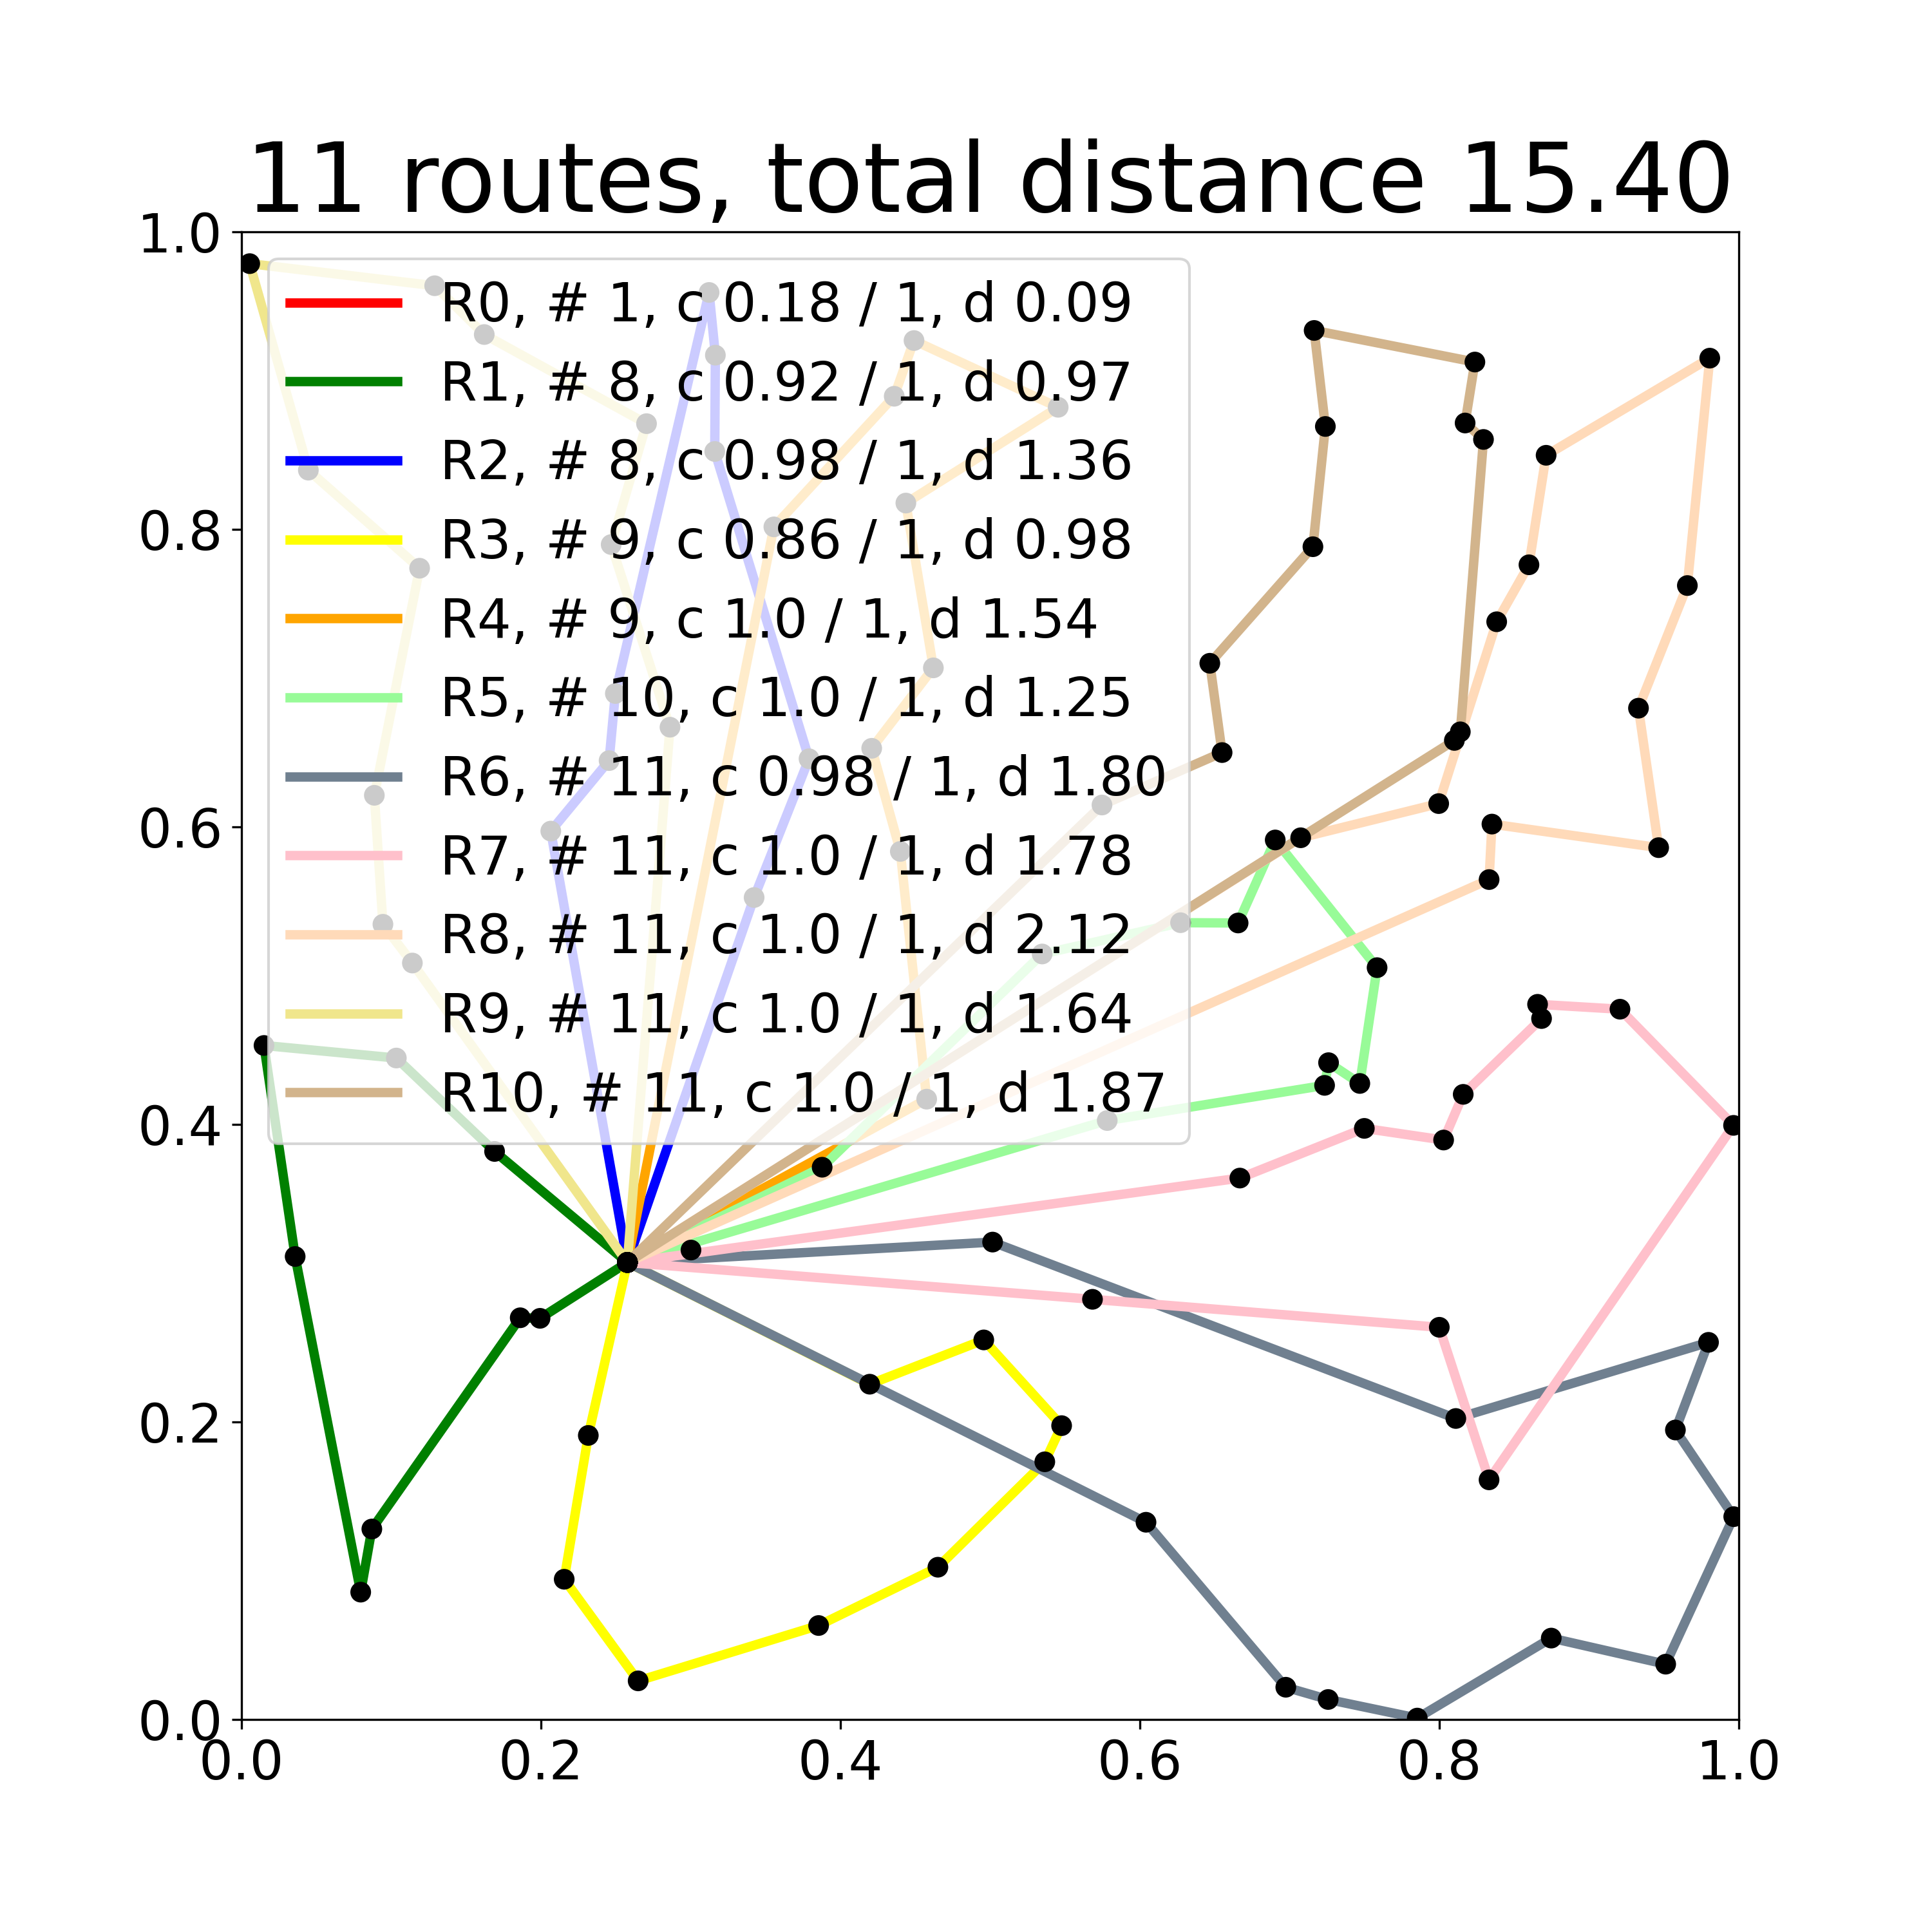 11 routes, total distance 15.40
1.0
0.8
0.6
0.4
0.2
0.0
R0, # 1, c 0.18 / 1, d 0.09
R1, # 8, c 0.92 / 1, d 0.97
R2, # 8, c 0.98 / 1, d 1.36
R3, # 9, c 0.86 / 1, d 0.98
R4, # 9, c 1.0 / 1, d 1.54
R5, # 10, c 1.0 / 1, d 1.25
R6, # 11, c 0.98 / 1, d 1.80
R7, # 11, c 1.0 / 1, d 1.78
R8, # 11, c 1.0 / 1, d 2.12
R9, # 11, c 1.0 / 1, d 1.64
R10, # 11, c 1.0 / 1, d 1.87
0.0 0.2 0.4 0.6 0.8 1.0